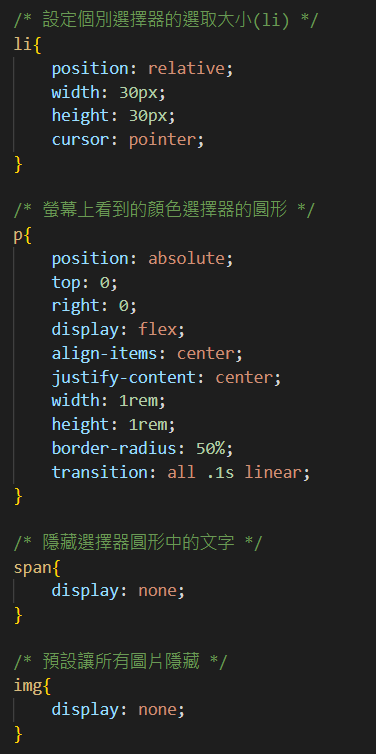 /* 設定個別選擇器的選取大小(li) */
li{
    position: relative;
    width: 30px;
    height: 30px;
    cursor: pointer;
}
/* 螢幕上看到的顏色選擇器的圓形 */
p{
    position: absolute;
    top: 0;
    right: 0;
    display: flex;
    align-items: center;
    justify-content: center;
    width: 1rem;
    height: 1rem;
    border-radius: 50%;
    transition: all .1s linear;
}
/* 隱藏選擇器圓形中的文字 */
span{
    display: none;
}
/* 預設讓所有圖片隱藏 */
img{
    display: none;
}